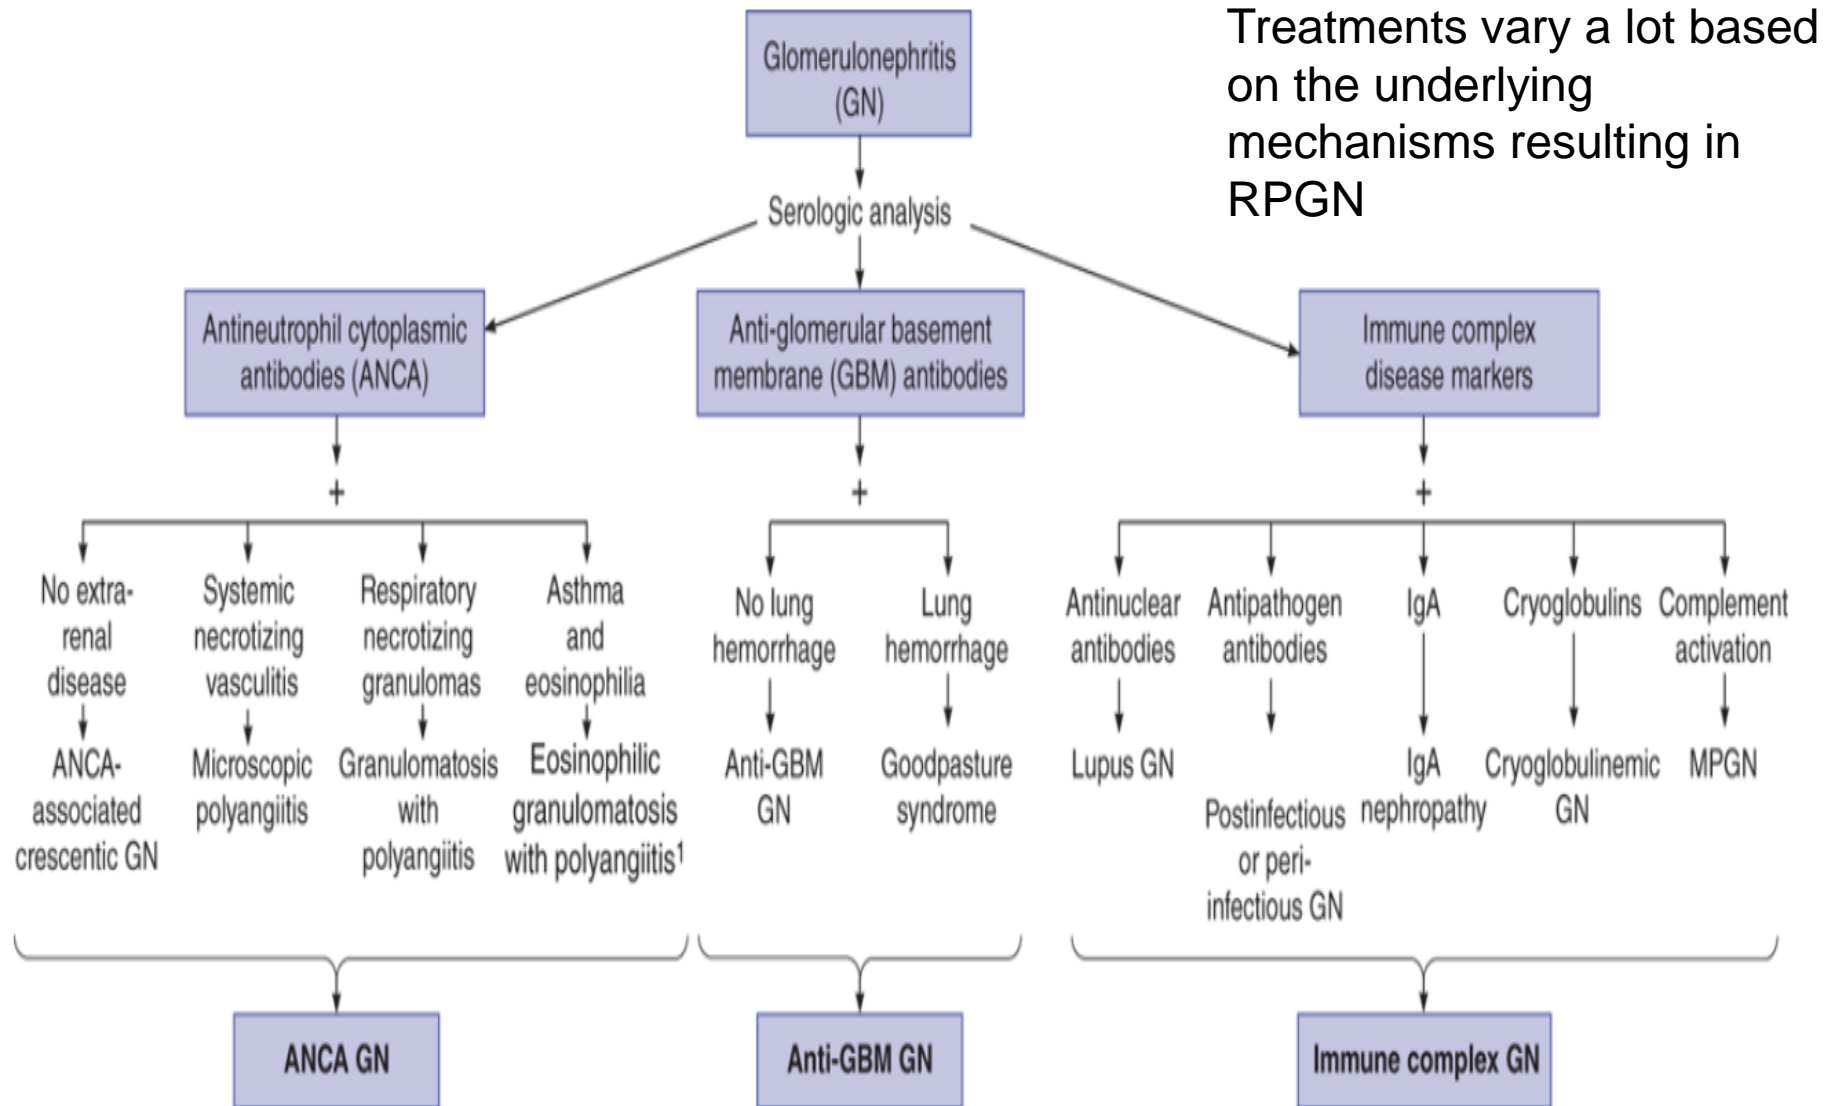 Treatments vary a lot based
on the underlying
mechanisms resulting in
RPGN
Glomerulonephritis
(GN)
Serologic analysis
Antineutrophil cytoplasmic
antibodies (ANCA)
Anti-glomerular basement
membrane (GBM) antibodies
Immune complex
disease markers
+
+
+
No extra-
renal
disease
Systemic
necrotizing
vasculitis
Respiratory
necrotizing
granulomas
Asthma
and
eosinophilia
No lung
hemorrhage
Lung
hemorrhage
Antinuclear
antibodies
Antipathogen
antibodies
IgA
Cryoglobulins
Complement
activation
ANCA-
associated
crescentic GN
Microscopic
polyangiitis
Granulomatosis
with
polyangiitis
Eosinophilic
granulomatosis
with polyangiitis¹
Anti-GBM
GN
Goodpasture
syndrome
Lupus GN
Postinfectious
or peri-
infectious GN
IgA
nephropathy
Cryoglobulinemic
GN
MPGN
ANCA GN
Anti-GBM GN
Immune complex GN